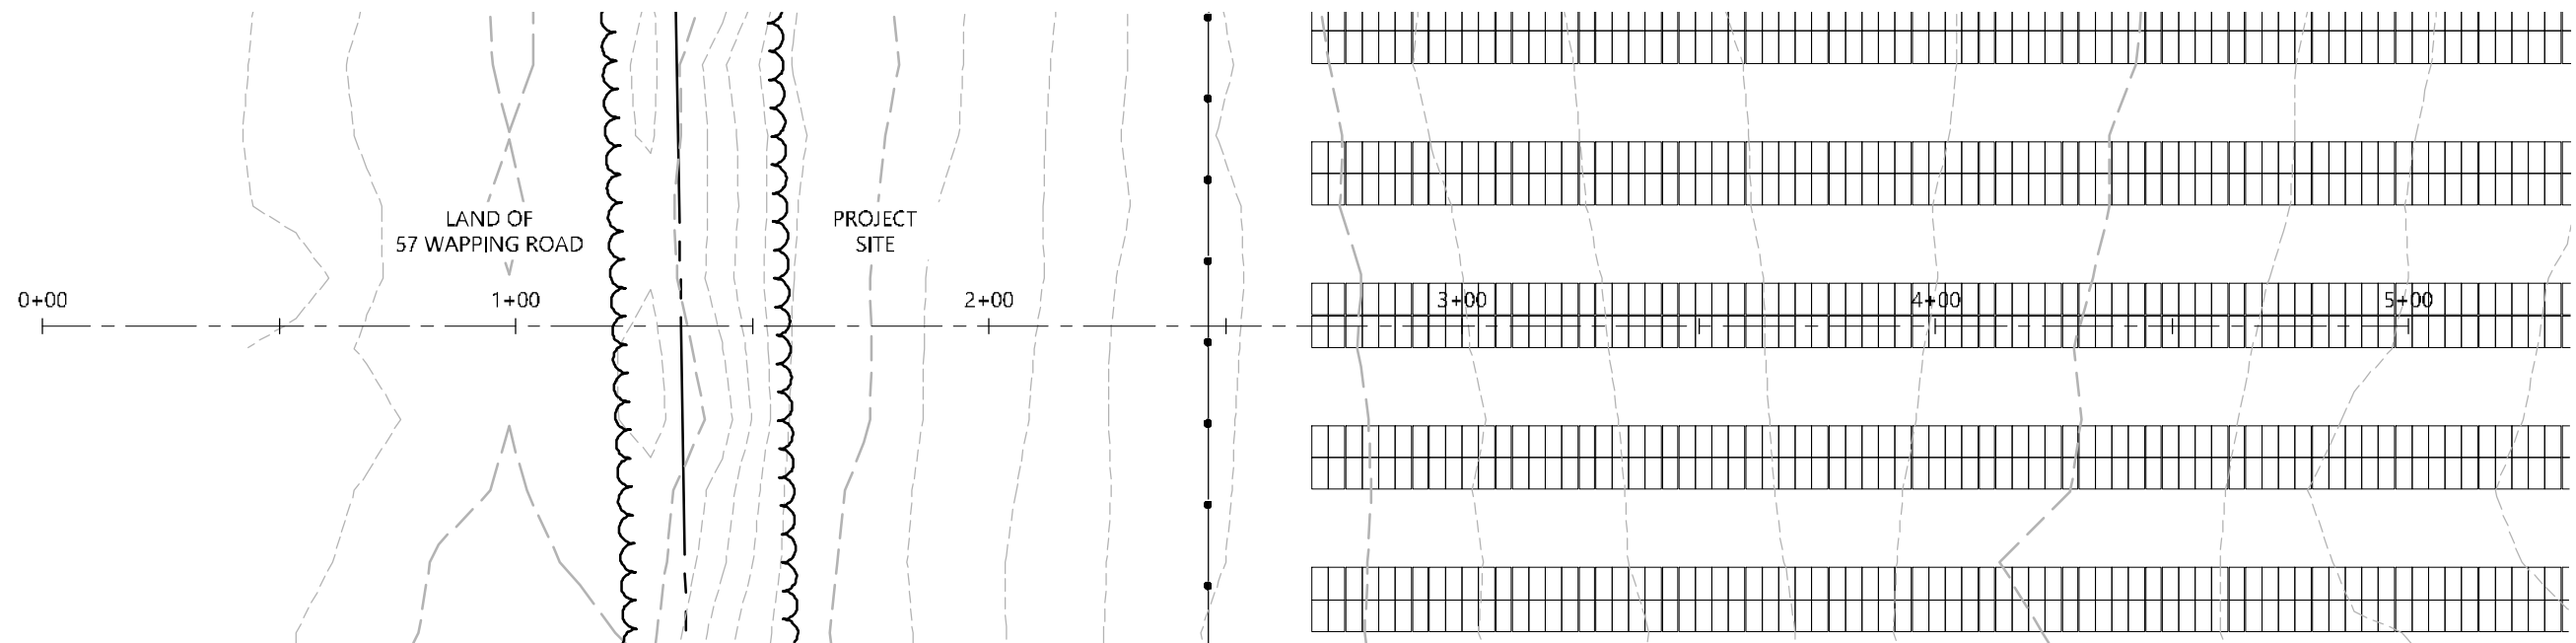 LAND OF
57 WAPPING ROAD
PROJECT
SITE
0+00
1+00
2+00
3+00
4+00
5+00